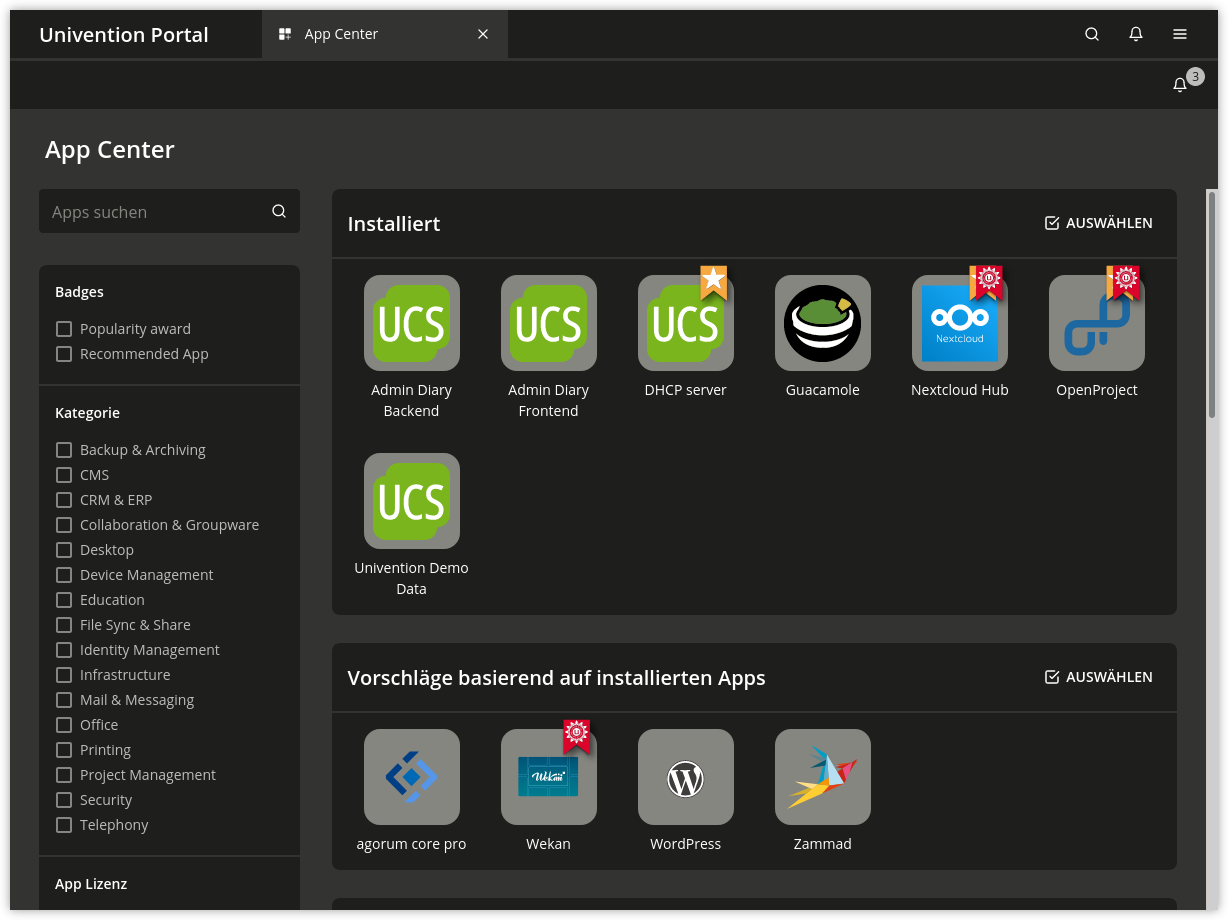 Univention Portal
App Center
3
App Center
Apps suchen
Badges
Popularity award
Recommended App
Kategorie
Backup & Archiving
CMS
CRM & ERP
Collaboration & Groupware
Desktop
Device Management
Education
File Sync & Share
Identity Management
Infrastructure
Mail & Messaging
Office
Printing
Project Management
Security
Telephony
App Lizenz
Installiert
AUSWÄHLEN
UCS
Admin Diary
Backend
UCS
Admin Diary
Frontend
UCS
DHCP server
Guacamole
Nextcloud
Nextcloud Hub
OpenProject
UCS
Univention Demo
Data
Vorschläge basierend auf installierten Apps
AUSWÄHLEN
agorum core pro
Wekan
Wekan
WordPress
Zammad